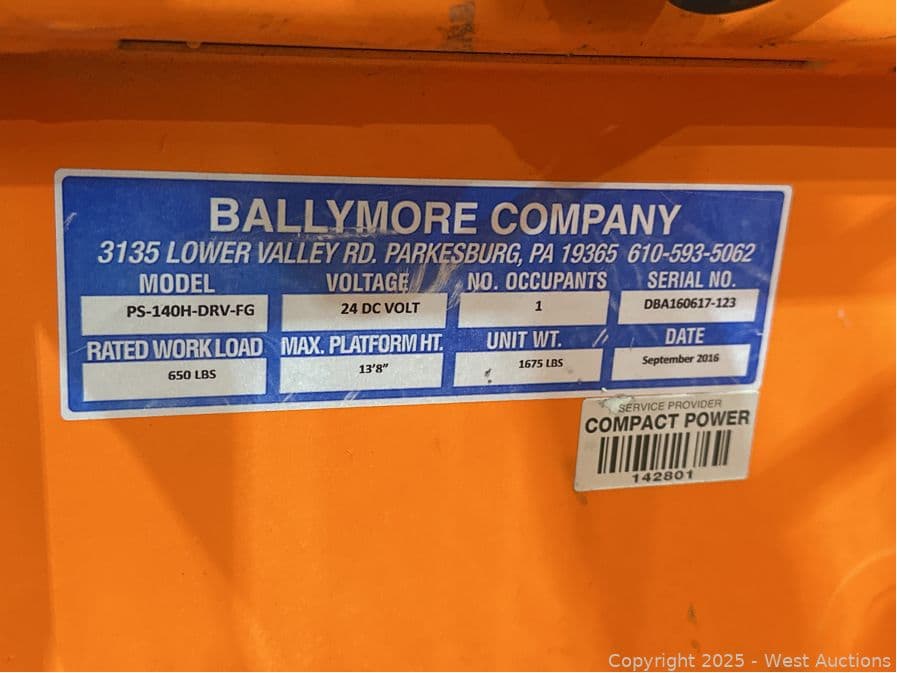 BALLYMORE COMPANY
3135 LOWER VALLEY RD. PARKESBURG, PA 19365 610-593-5062
MODEL VOLTAGE NO. OCCUPANTS SERIAL NO.
PS-140H-DRV-FG 24 DC VOLT 1 DBA160617-123
RATED WORK LOAD MAX. PLATFORM HT. UNIT WT. DATE
650 LBS 13'8" 1675 LBS September 2016
SERVICE PROVIDER
COMPACT POWER
142801
Copyright 2025 - West Auctions